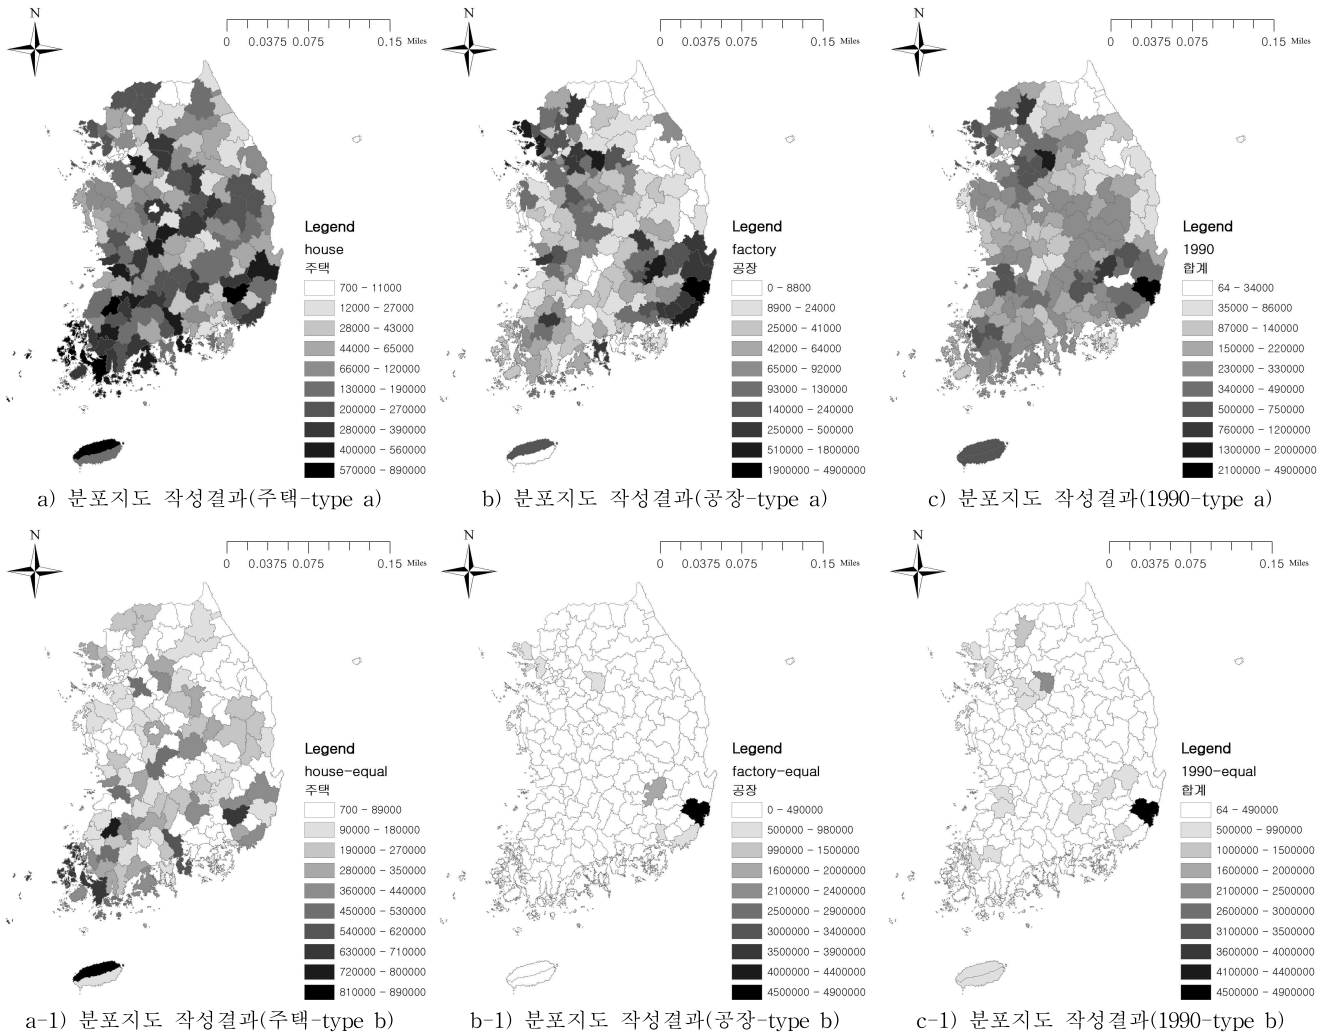 N
0 0.0375 0.075 0.15 Miles
Legend
house
주택
700 - 11000
12000 - 27000
28000 - 43000
44000 - 65000
66000 - 120000
130000 - 190000
200000 - 270000
280000 - 390000
400000 - 560000
570000 - 890000
a) 분포지도 작성결과(주택-type a)
N
0 0.0375 0.075 0.15 Miles
Legend
factory
공장
0 - 8800
8900 - 24000
25000 - 41000
42000 - 64000
65000 - 92000
93000 - 130000
140000 - 240000
250000 - 500000
510000 - 1800000
1900000 - 4900000
b) 분포지도 작성결과(공장-type a)
N
0 0.0375 0.075 0.15 Miles
Legend
1990
합계
64 - 34000
35000 - 86000
87000 - 140000
150000 - 220000
230000 - 330000
340000 - 490000
500000 - 750000
760000 - 1200000
1300000 - 2000000
2100000 - 4900000
c) 분포지도 작성결과(1990-type a)
N
0 0.0375 0.075 0.15 Miles
Legend
house-equal
주택
700 - 89000
90000 - 180000
190000 - 270000
280000 - 350000
360000 - 440000
450000 - 530000
540000 - 620000
630000 - 710000
720000 - 800000
810000 - 890000
a-1) 분포지도 작성결과(주택-type b)
N
0 0.0375 0.075 0.15 Miles
Legend
factory-equal
공장
0 - 490000
500000 - 980000
990000 - 1500000
1600000 - 2000000
2100000 - 2400000
2500000 - 2900000
3000000 - 3400000
3500000 - 3900000
4000000 - 4400000
4500000 - 4900000
b-1) 분포지도 작성결과(공장-type b)
N
0 0.0375 0.075 0.15 Miles
Legend
1990-equal
합계
64 - 490000
500000 - 990000
1000000 - 1500000
1600000 - 2000000
2100000 - 2500000
2600000 - 3000000
3100000 - 3500000
3600000 - 4000000
4100000 - 4400000
4500000 - 4900000
c-1) 분포지도 작성결과(1990-type b)